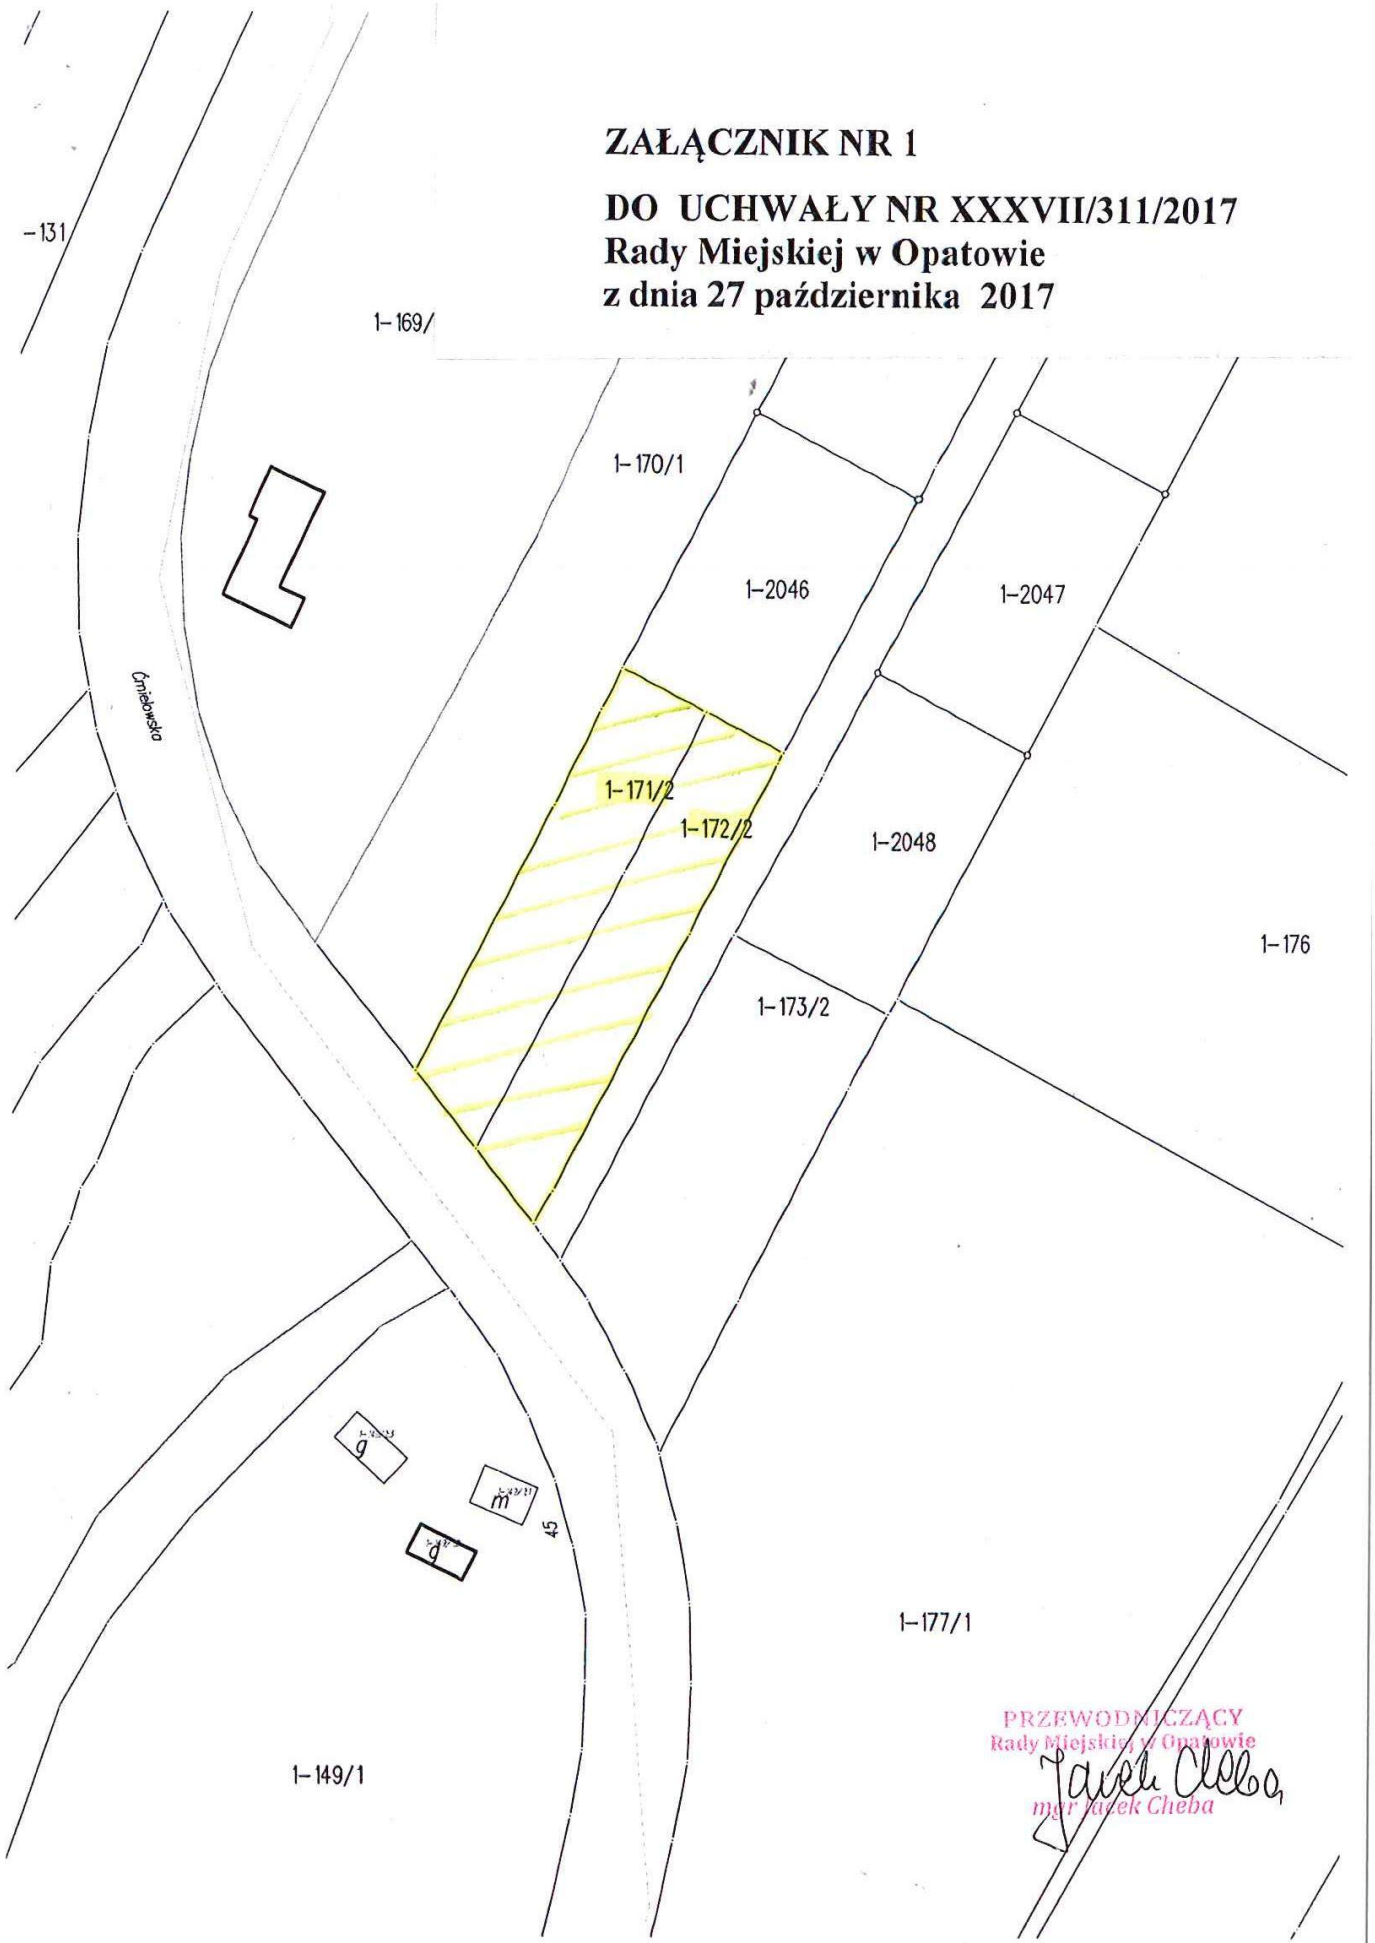 ZAŁĄCZNIK NR 1
DO UCHWAŁY NR XXXVII/311/2017
Rady Miejskiej w Opatowie
z dnia 27 października 2017
-131
1-169/
1-170/1
1-2046
1-2047
Ćmielowska
1-171/2
1-172/2
1-2048
1-176
1-173/2
g
m
45
g
1-177/1
1-149/1
PRZEWODNICZĄCY
Rady Miejskiej w Opatowie
Jacek Cheba
mgr Jacek Cheba